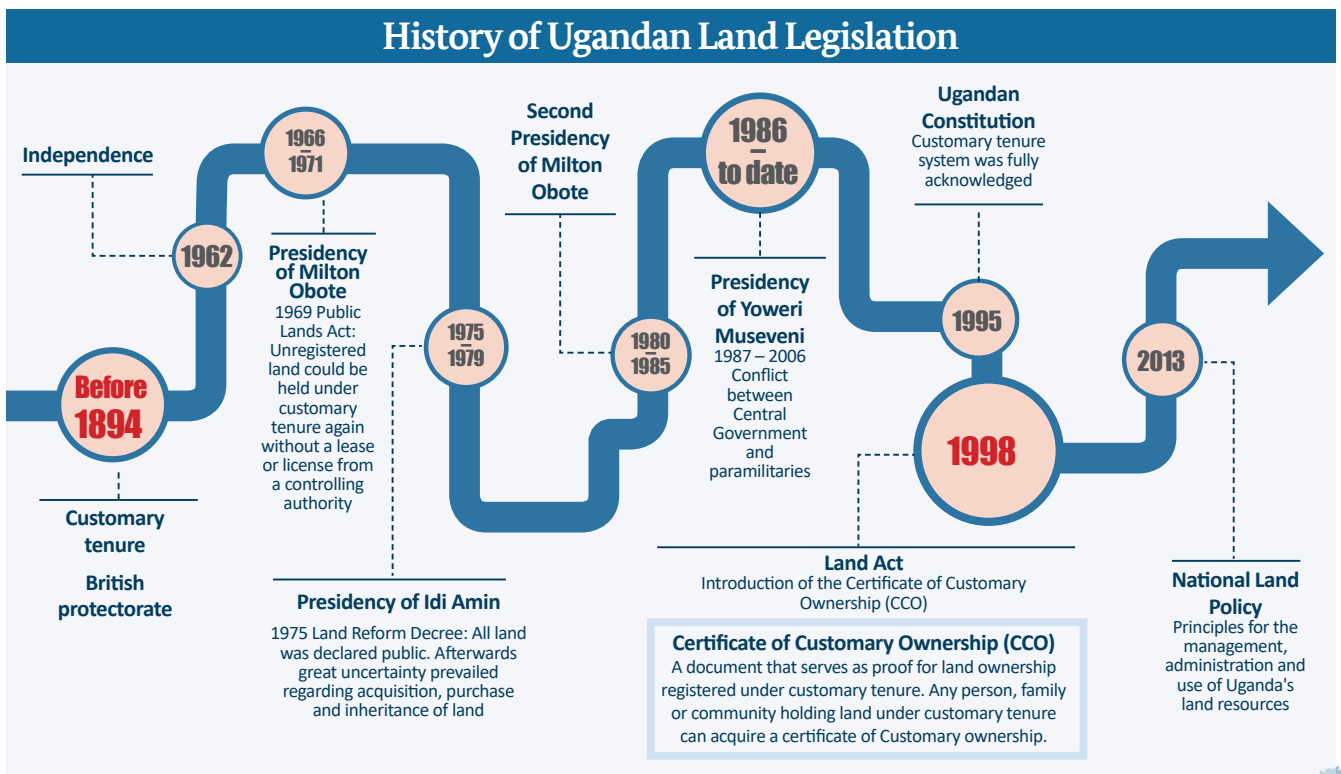 History of Ugandan Land Legislation
Before
1894
Customary
tenure
British
protectorate
Independence
1962
1966
–
1971
Presidency
of Milton
Obote
1969 Public
Lands Act:
Unregistered
land could be
held under
customary
tenure again
without a lease
or license from
a controlling
authority
1975
–
1979
Presidency of Idi Amin
1975 Land Reform Decree: All land
was declared public. Afterwards
great uncertainty prevailed
regarding acquisition, purchase
and inheritance of land
Second
Presidency
of Milton
Obote
1980
–
1985
1986
–
to date
Presidency
of Yoweri
Museveni
1987 – 2006
Conflict
between
Central
Government
and
paramilitaries
Ugandan
Constitution
Customary tenure
system was fully
acknowledged
1995
1998
Land Act
Introduction of the Certificate of Customary
Ownership (CCO)
Certificate of Customary Ownership (CCO)
A document that serves as proof for land ownership
registered under customary tenure. Any person, family
or community holding land under customary tenure
can acquire a certificate of Customary ownership.
2013
National Land
Policy
Principles for the
management,
administration and
use of Uganda's
land resources